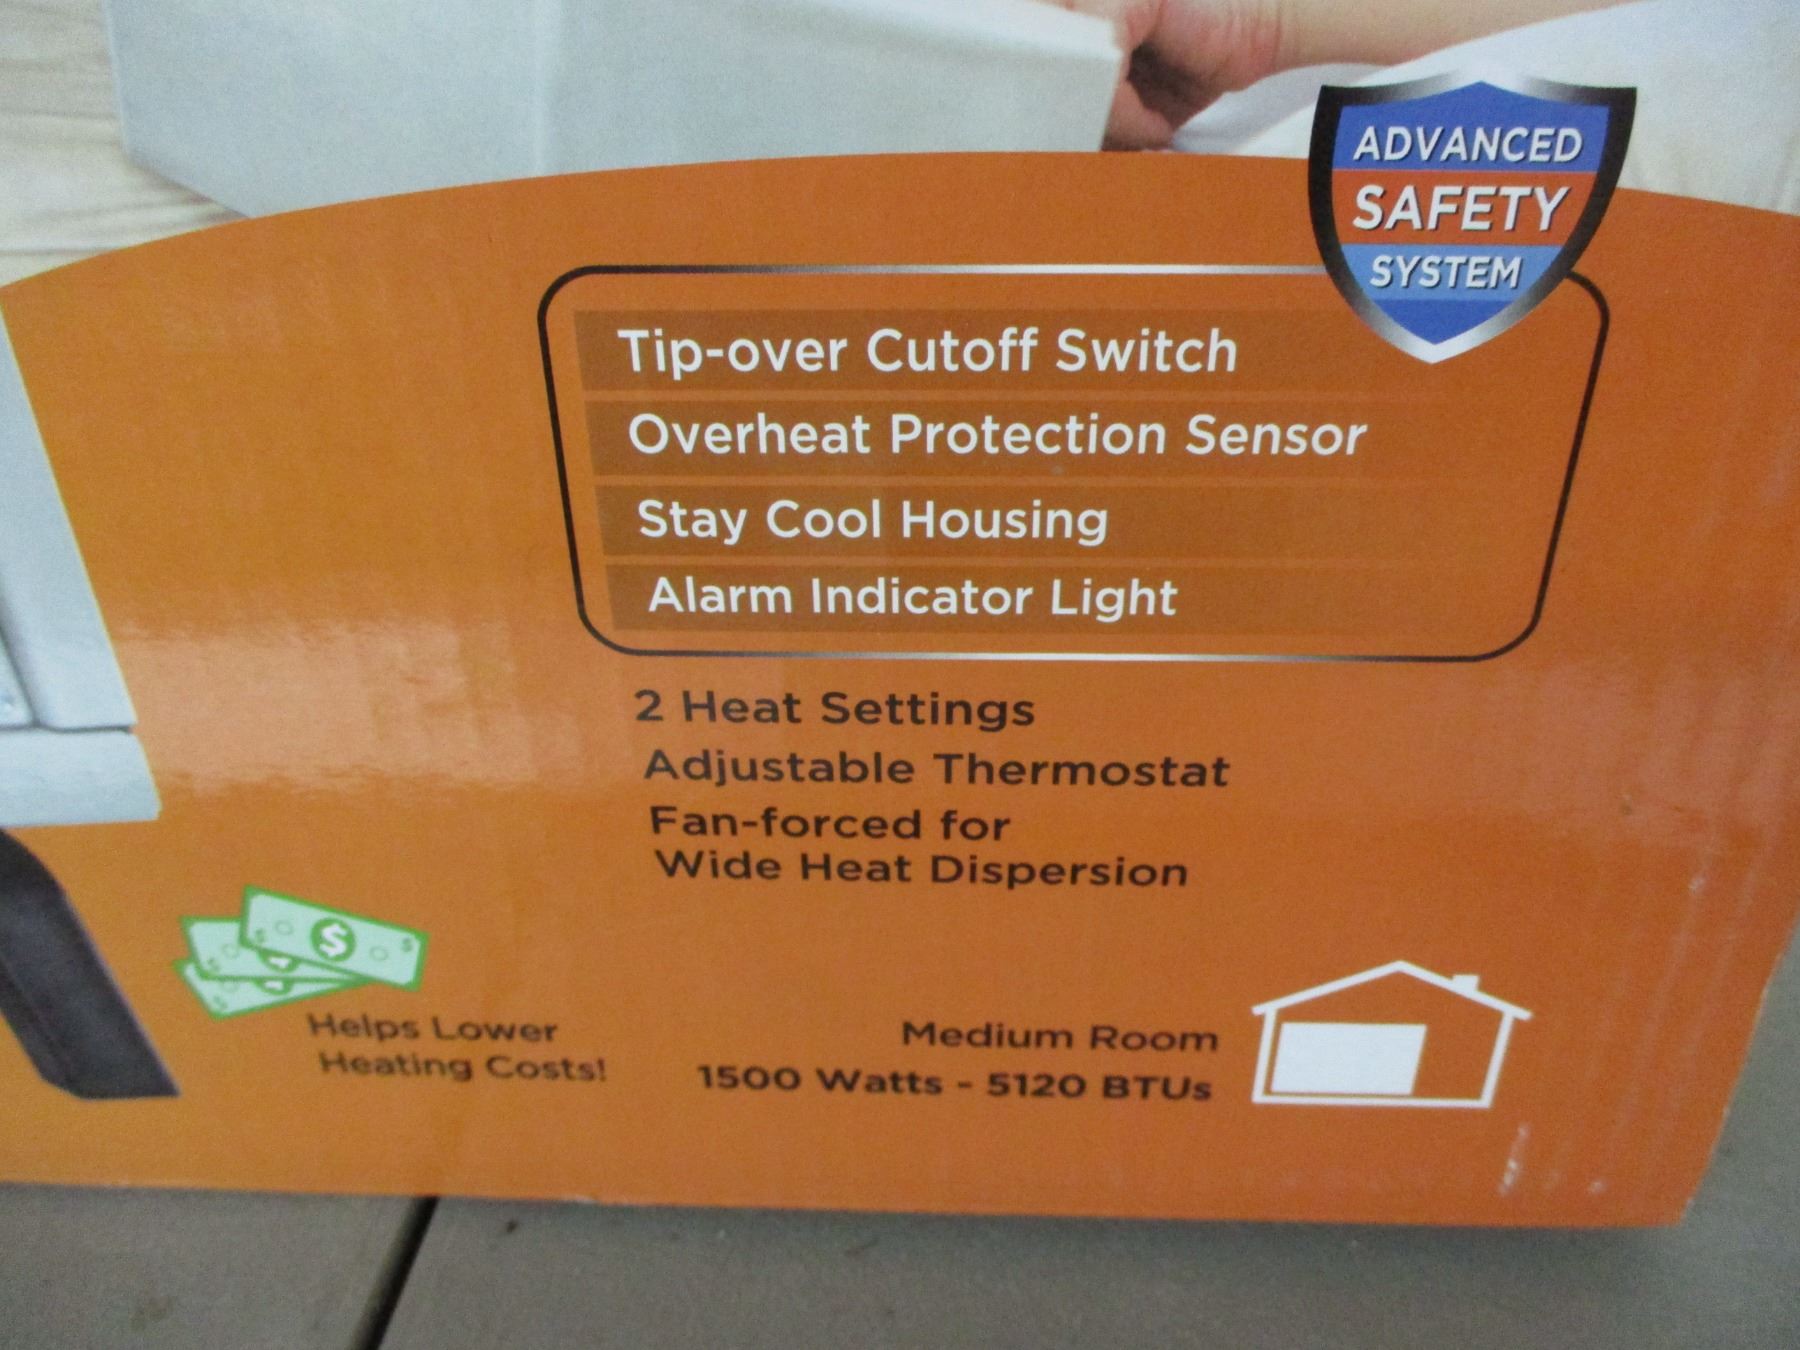 ADVANCED
SAFETY
SYSTEM
Tip-over Cutoff Switch
Overheat Protection Sensor
Stay Cool Housing
Alarm Indicator Light
2 Heat Settings
Adjustable Thermostat
Fan-forced for
Wide Heat Dispersion
$ $ $
$
$
Helps Lower
Heating Costs!
Medium Room
1500 Watts - 5120 BTUs